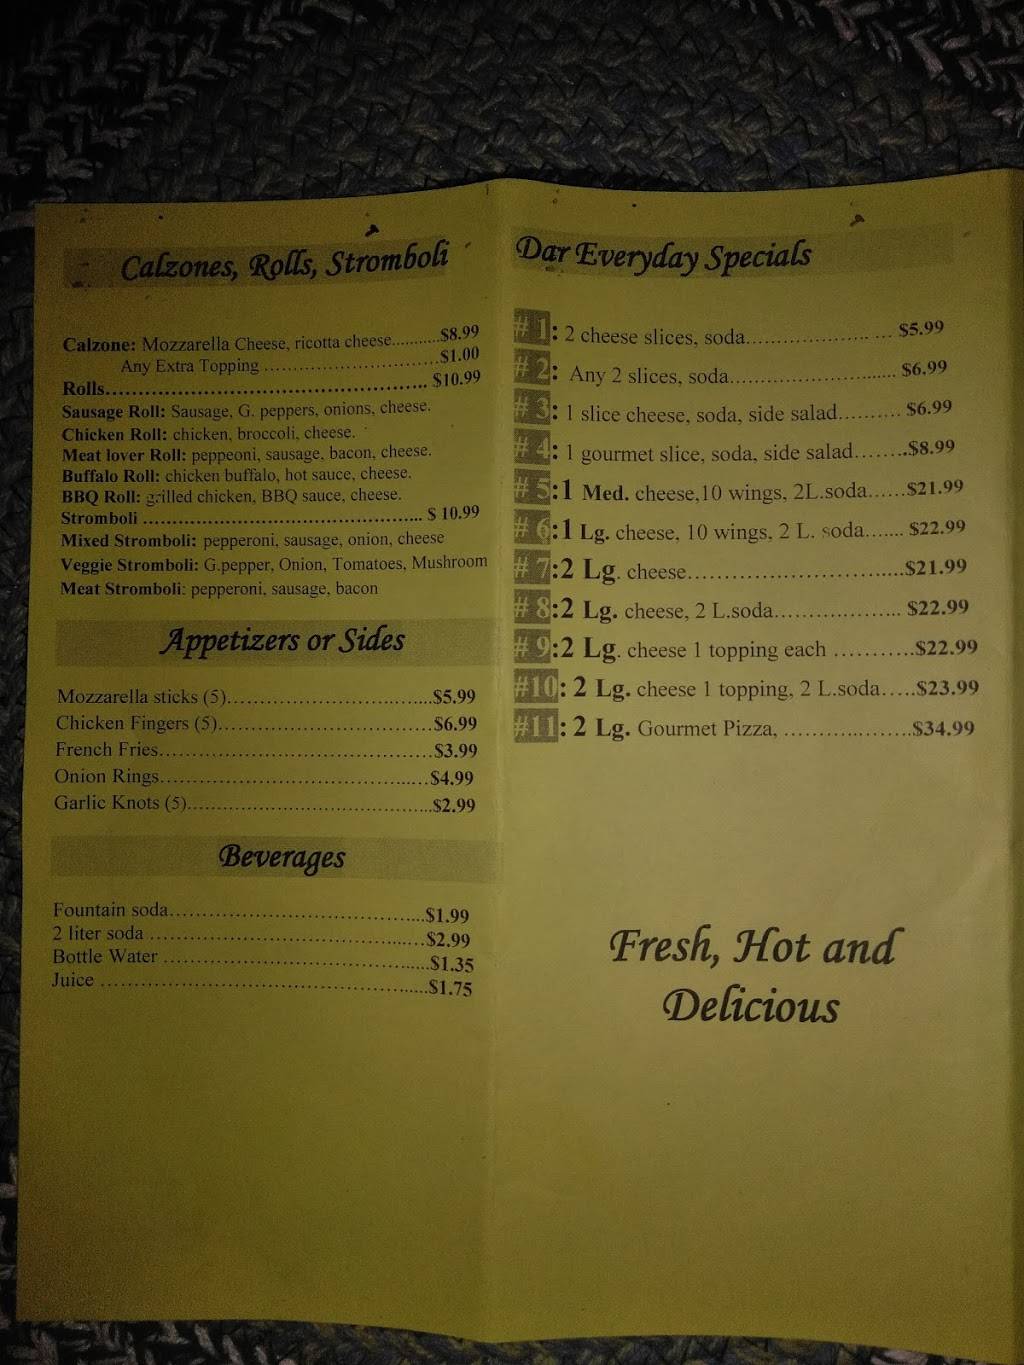 Calzones, Rolls, Stromboli
Calzone: Mozzarella Cheese, ricotta cheese..........$8.99
Any Extra Topping ..............................$1.00
Rolls............................................... $10.99
Sausage Roll: Sausage, G. peppers, onions, cheese.
Chicken Roll: chicken, broccoli, cheese.
Meat lover Roll: peppeoni, sausage, bacon, cheese.
Buffalo Roll: chicken buffalo, hot sauce, cheese.
BBQ Roll: grilled chicken, BBQ sauce, cheese.
Stromboli .......................................... $ 10.99
Mixed Stromboli: pepperoni, sausage, onion, cheese
Veggie Stromboli: G.pepper, Onion, Tomatoes, Mushroom
Meat Stromboli: pepperoni, sausage, bacon
Appetizers or Sides
Mozzarella sticks (5)................................$5.99
Chicken Fingers (5).................................$6.99
French Fries..........................................$3.99
Onion Rings.........................................$4.99
Garlic Knots (5)......................................$2.99
Beverages
Fountain soda.......................................$1.99
2 liter soda ..........................................$2.99
Bottle Water ........................................$1.35
Juice ..................................................$1.75
Dar Everyday Specials
# 1: 2 cheese slices, soda...................... $5.99
# 2: Any 2 slices, soda......................... $6.99
# 3: 1 slice cheese, soda, side salad.......... $6.99
# 4: 1 gourmet slice, soda, side salad........$8.99
# 5:1 Med. cheese,10 wings, 2L.soda......$21.99
# 6:1 Lg. cheese, 10 wings, 2 L. soda....... $22.99
# 7:2 Lg. cheese.................................$21.99
# 8:2 Lg. cheese, 2 L.soda................... $22.99
# 9:2 Lg. cheese 1 topping each ............$22.99
#10: 2 Lg. cheese 1 topping, 2 L.soda.....$23.99
#11: 2 Lg. Gourmet Pizza, ...................$34.99
Fresh, Hot and
Delicious